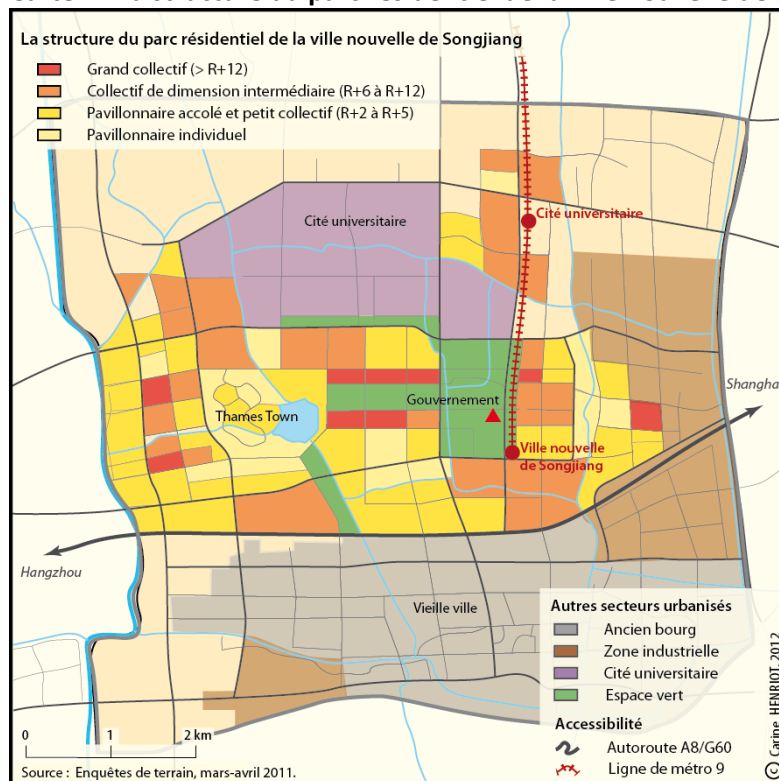 La structure du parc résidentiel de la ville nouvelle de Songjiang
Grand collectif (> R+12)
Collectif de dimension intermédiaire (R+6 à R+12)
Pavillonnaire accolé et petit collectif (R+2 à R+5)
Pavillonnaire individuel
Cité universitaire
Cité universitaire
Shangha
Gouvernement
Thames Town
Ville nouvelle
de Songjiang
Hangzhou
Vieille ville
Autres secteurs urbanisés
Ancien bourg
Zone industrielle
Cité universitaire
Espace vert
Accessibilité
Autoroute A8/G60
Ligne de métro 9
0 1 2 km
Source : Enquêtes de terrain, mars-avril 2011.
© Carine HENRIOT, 2012